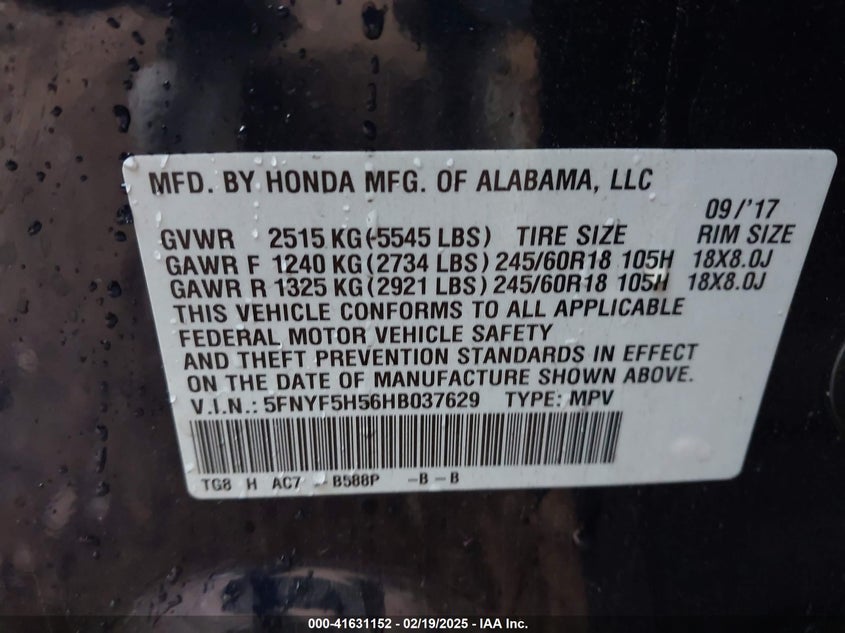 MFD. BY HONDA MFG. OF ALABAMA, LLC
09/'17
GVWR 2515 KG(-5545 LBS) TIRE SIZE RIM SIZE
GAWR F 1240 KG(2734 LBS) 245/60R18 105H 18X8.0J
GAWR R 1325 KG(2921 LBS) 245/60R18 105H 18X8.0J
THIS VEHICLE CONFORMS TO ALL APPLICABLE
FEDERAL MOTOR VEHICLE SAFETY
AND THEFT PREVENTION STANDARDS IN EFFECT
ON THE DATE OF MANUFACTURE SHOWN ABOVE.
V.I.N.: 5FNYF5H56HB037629 TYPE: MPV
TG8 H AC7 - B588P -B - B
000-41631152 - 02/19/2025 - IAA Inc.